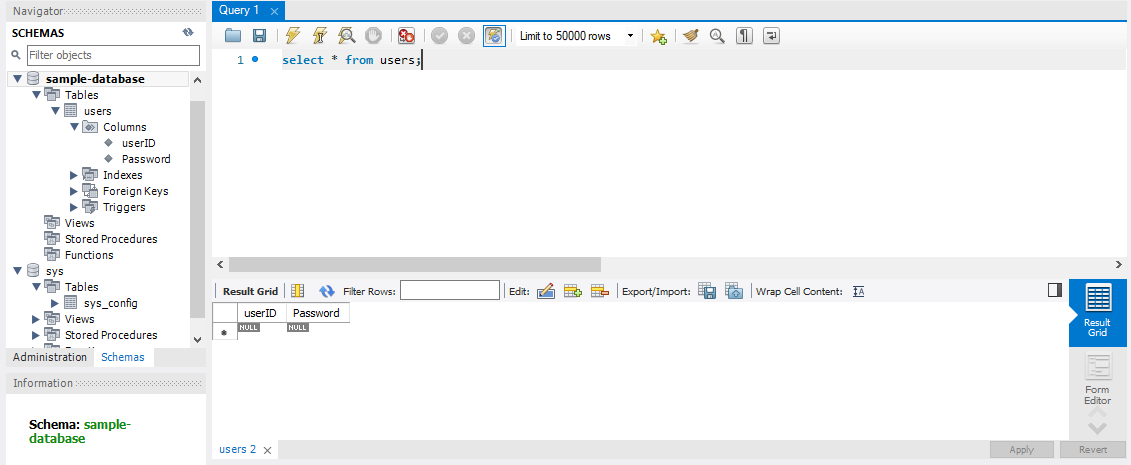 Navigator
SCHEMAS
Filter objects
sample-database
Tables
users
Columns
userID
Password
Indexes
Foreign Keys
Triggers
Views
Stored Procedures
Functions
sys
Tables
sys_config
Views
Stored Procedures
Administration Schemas
Information
Schema: sample-
database
Query 1
Limit to 50000 rows
1 select * from users;
Result Grid Filter Rows: Edit: Export/Import: Wrap Cell Content:
userID Password
NULL NULL
Result
Grid
Form
Editor
users 2
Apply Revert